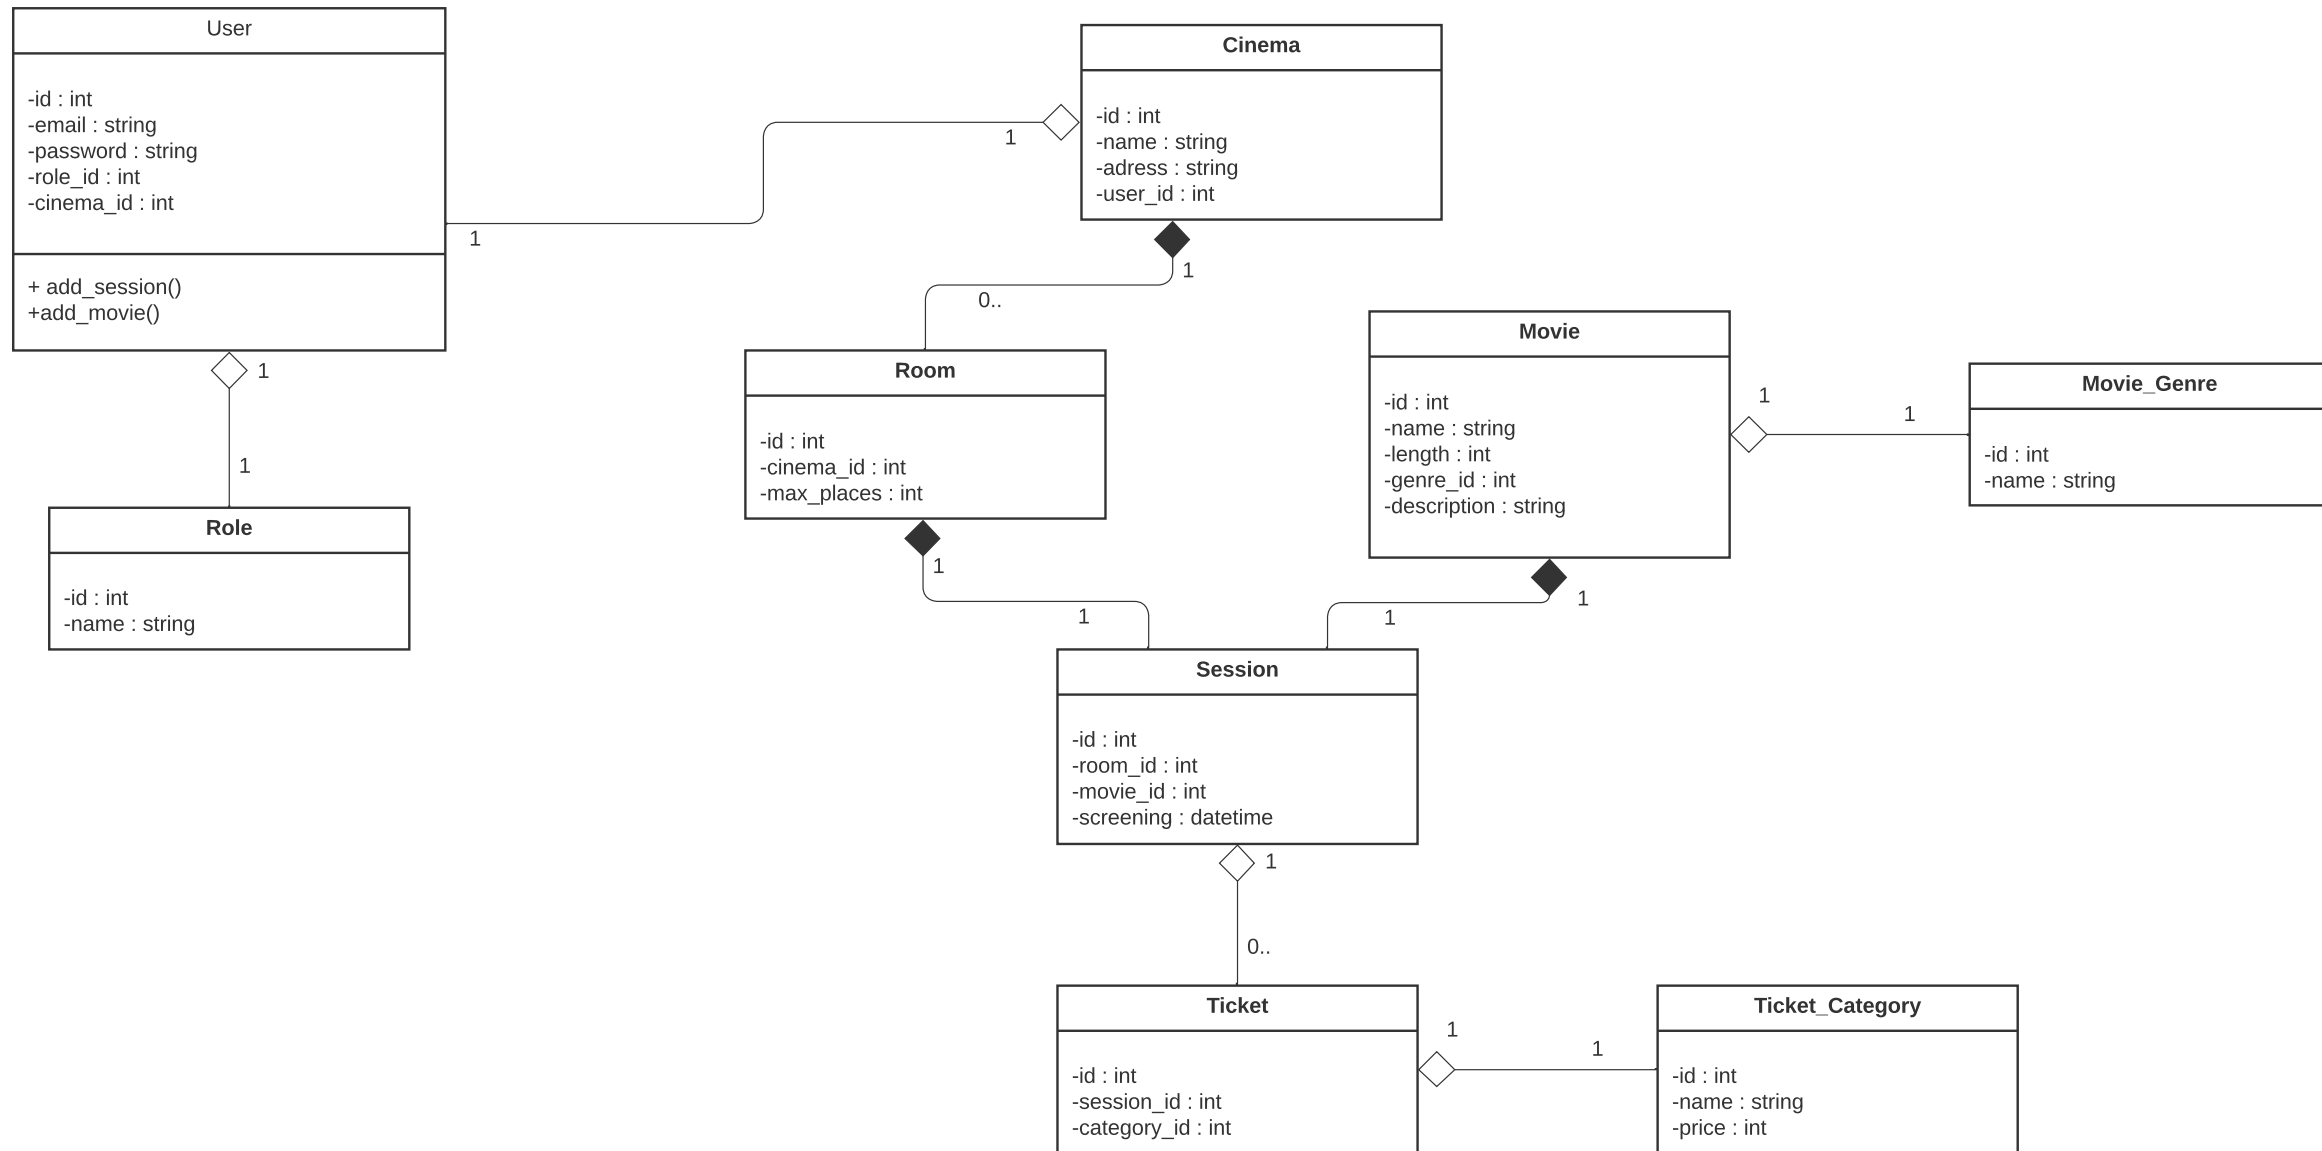 User
-id : int
-email : string
-password : string
-role_id : int
-cinema_id : int
+ add_session()
+add_movie()
1
1
Cinema
-id : int
-name : string
-adress : string
-user_id : int
1
0..
1
1
Role
-id : int
-name : string
Room
-id : int
-cinema_id : int
-max_places : int
1
1
Movie
-id : int
-name : string
-length : int
-genre_id : int
-description : string
1
1
1
1
Movie_Genre
-id : int
-name : string
Session
-id : int
-room_id : int
-movie_id : int
-screening : datetime
1
0..
Ticket
-id : int
-session_id : int
-category_id : int
1
1
Ticket_Category
-id : int
-name : string
-price : int